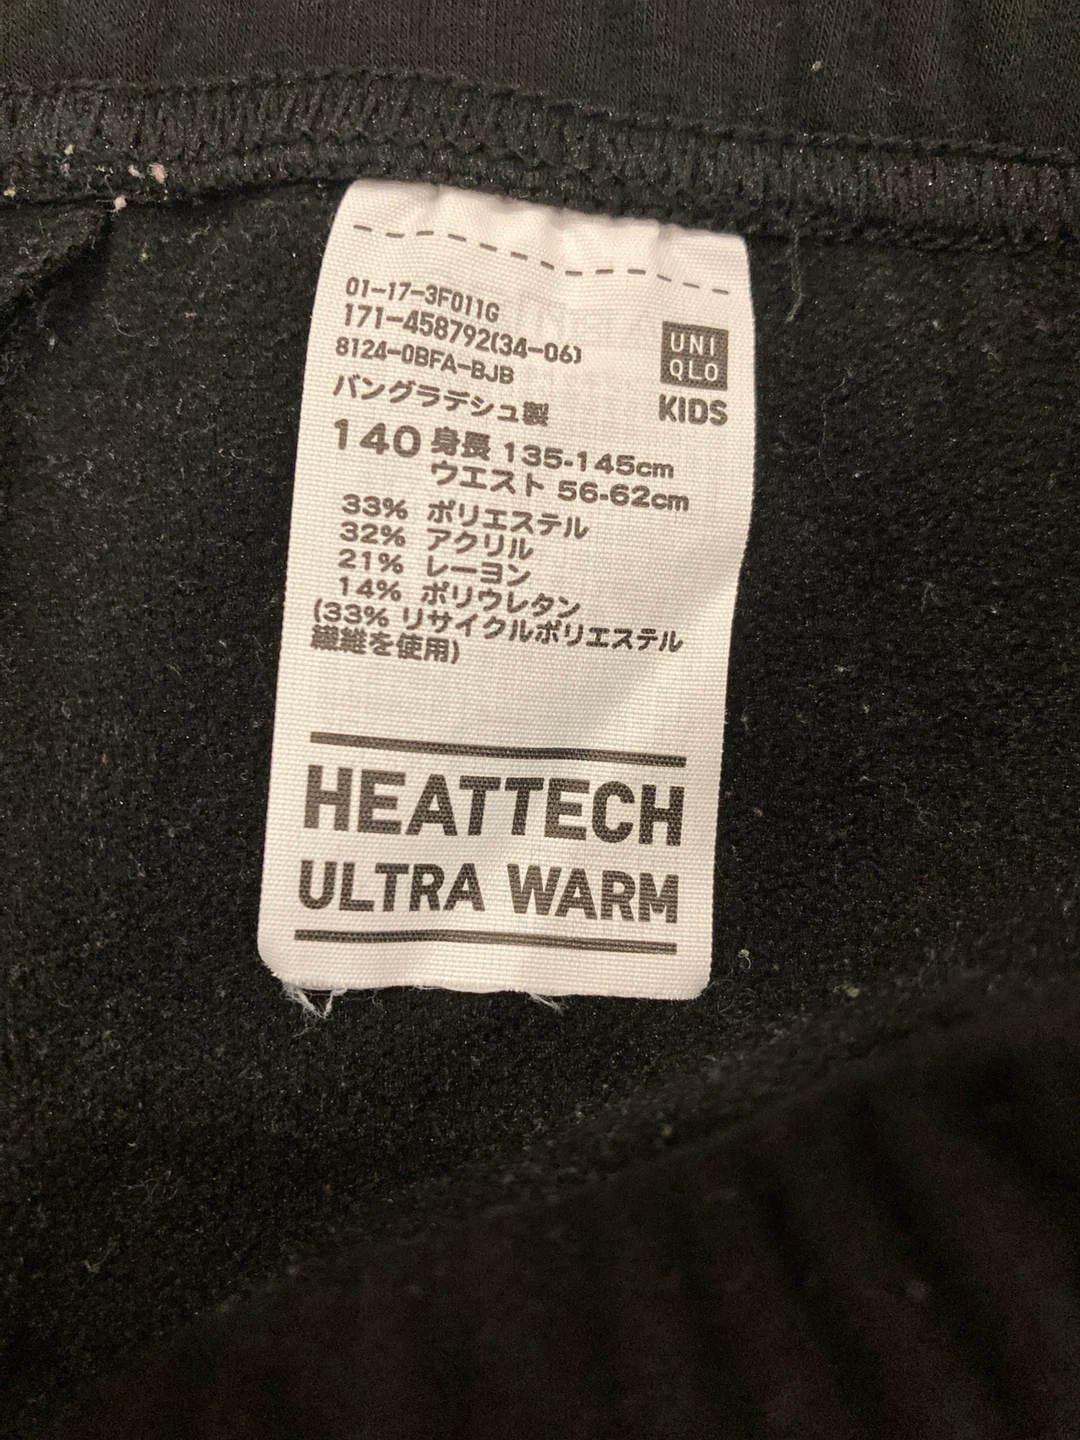 01-17-3F011G
171-458792(34-06)
8124-0BFA-BJB
バングラデシュ製
UNI
QLO
KIDS
140 身長 135-145cm
ウエスト 56-62cm
33% ポリエステル
32% アクリル
21% レーヨン
14% ポリウレタン
(33% リサイクルポリエステル
繊維を使用)
HEATTECH
ULTRA WARM